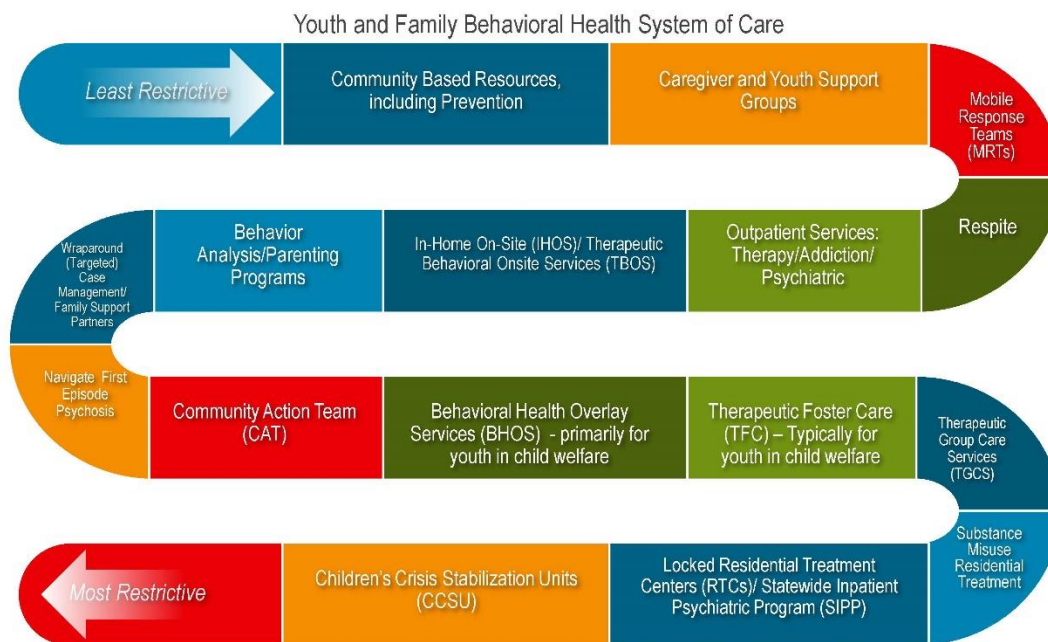 Youth and Family Behavioral Health System of Care
Least Restrictive
Community Based Resources,
including Prevention
Caregiver and Youth Support
Groups
Mobile
Response
Teams
(MRTs)
Respite
Outpatient Services:
Therapy/Addiction/
Psychiatric
In-Home On-Site (IHOS)/ Therapeutic
Behavioral Onsite Services (TBOS)
Behavior
Analysis/Parenting
Programs
Wraparound
(Targeted)
Case
Management/
Family Support
Partners
Navigate First
Episode
Psychosis
Community Action Team
(CAT)
Behavioral Health Overlay
Services (BHOS) - primarily for
youth in child welfare
Therapeutic Foster Care
(TFC) – Typically for
youth in child welfare
Therapeutic
Group Care
Services
(TGCS)
Substance
Misuse
Residential
Treatment
Locked Residential Treatment
Centers (RTCs)/ Statewide Inpatient
Psychiatric Program (SIPP)
Children's Crisis Stabilization Units
(CCSU)
Most Restrictive